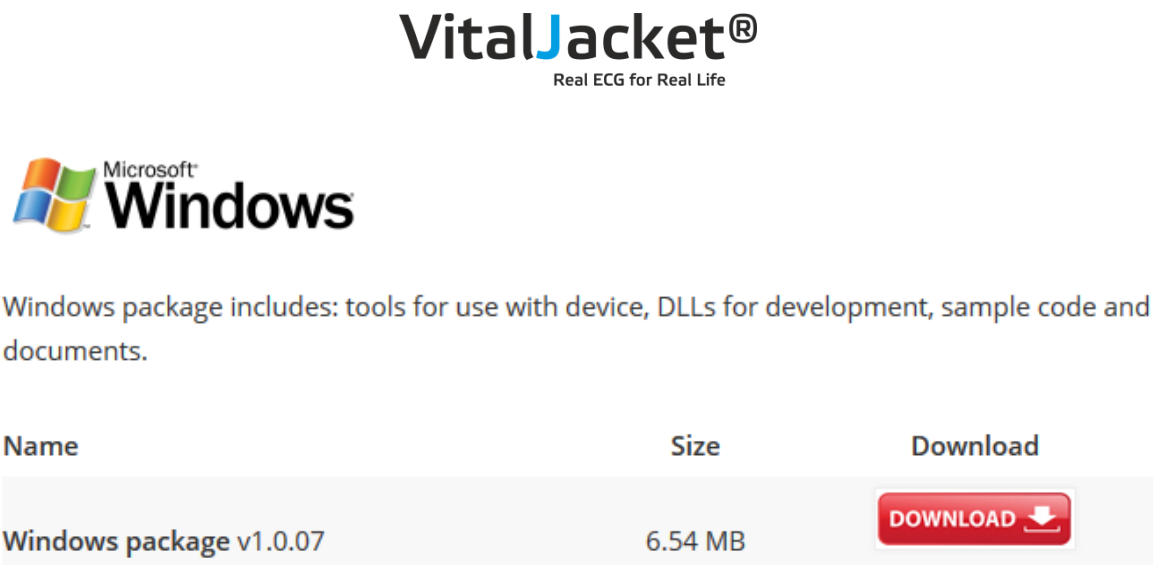 VitalJacket®
Real ECG for Real Life
Microsoft®
Windows
Windows package includes: tools for use with device, DLLs for development, sample code and
documents.
Name Size Download
Windows package v1.0.07 6.54 MB DOWNLOAD